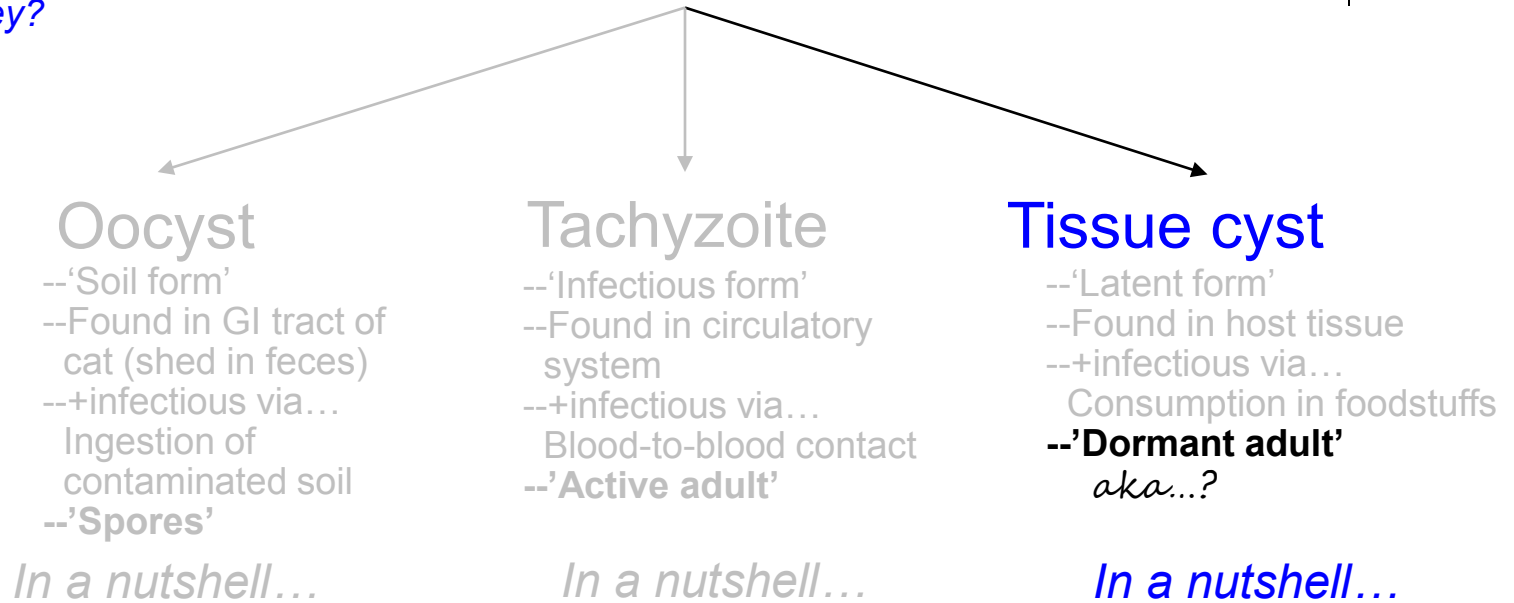 ey?
Oocyst
--‘Soil form’
--Found in GI tract of
cat (shed in feces)
--+infectious via…
Ingestion of
contaminated soil
--’Spores’
In a nutshell…
Tachyzoite
--‘Infectious form’
--Found in circulatory
system
--+infectious via…
Blood-to-blood contact
--’Active adult’
In a nutshell…
Tissue cyst
--‘Latent form’
--Found in host tissue
--+infectious via…
Consumption in foodstuffs
--’Dormant adult’
aka…?
In a nutshell…